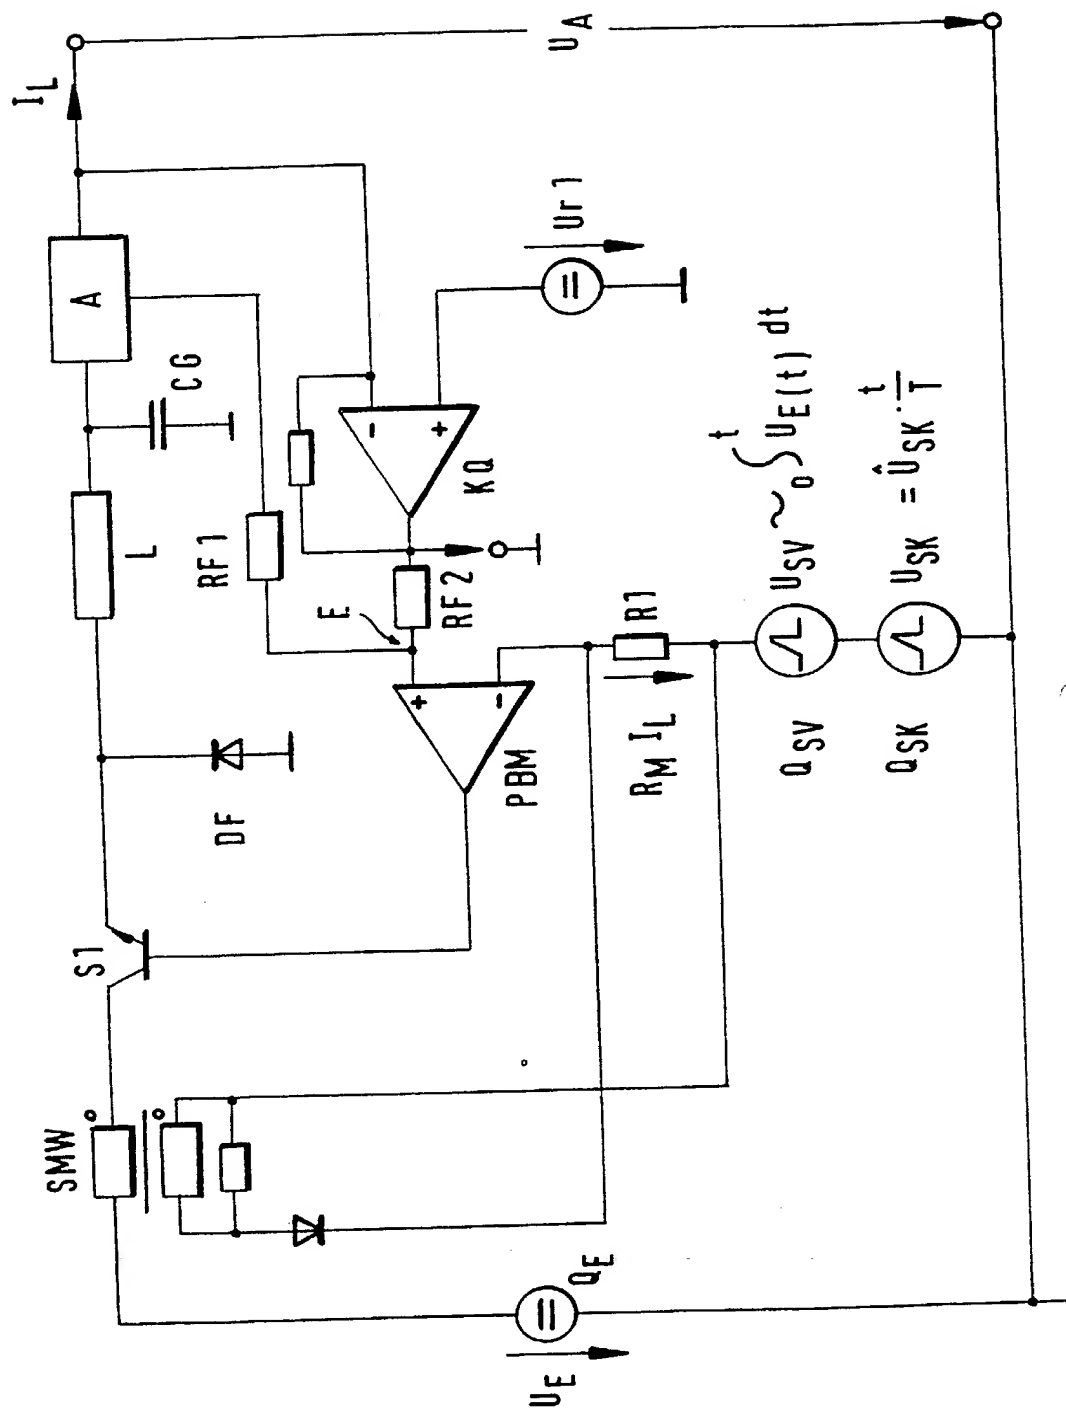 SMW
S1
L
A
I_L
CG
DF
RF1
E
RF2
KQ
−
+
+
−
PBM
R_M I_L
R1
Ur1
U_A
Q_E
U_E
Q_SV
U_SV ~ ₀∫ᵗ U_E(t) dt
Q_SK
U_SK = Û_SK · t/T